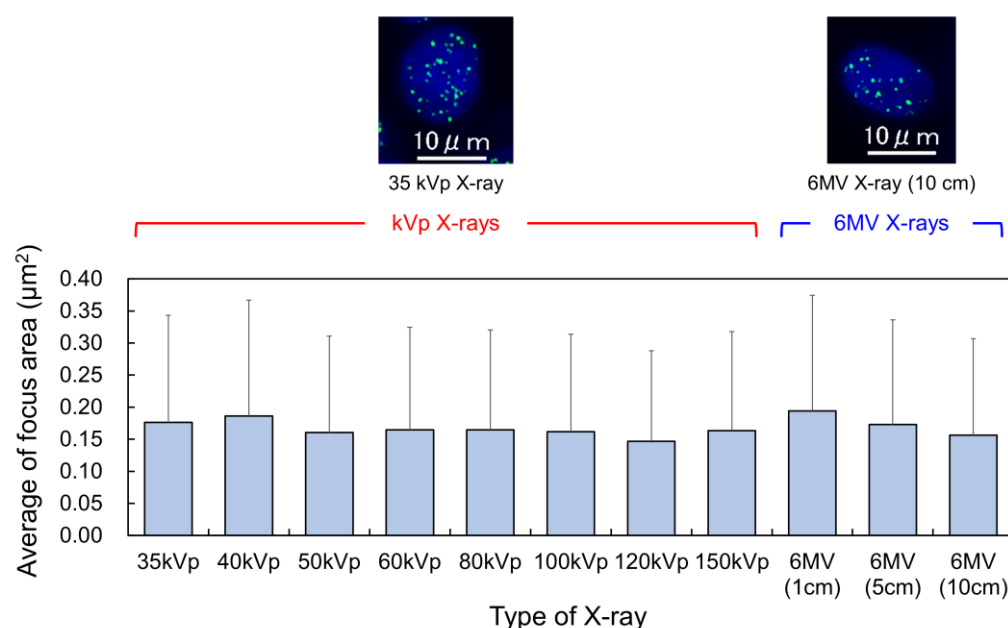 10 μm
10 μm
35 kVp X-ray
6MV X-ray (10 cm)
kVp X-rays
6MV X-rays
Average of focus area (μm²)
0.40
0.35
0.30
0.25
0.20
0.15
0.10
0.05
0.00
35kVp 40kVp 50kVp 60kVp 80kVp 100kVp 120kVp 150kVp 6MV 6MV 6MV
(1cm) (5cm) (10cm)
Type of X-ray